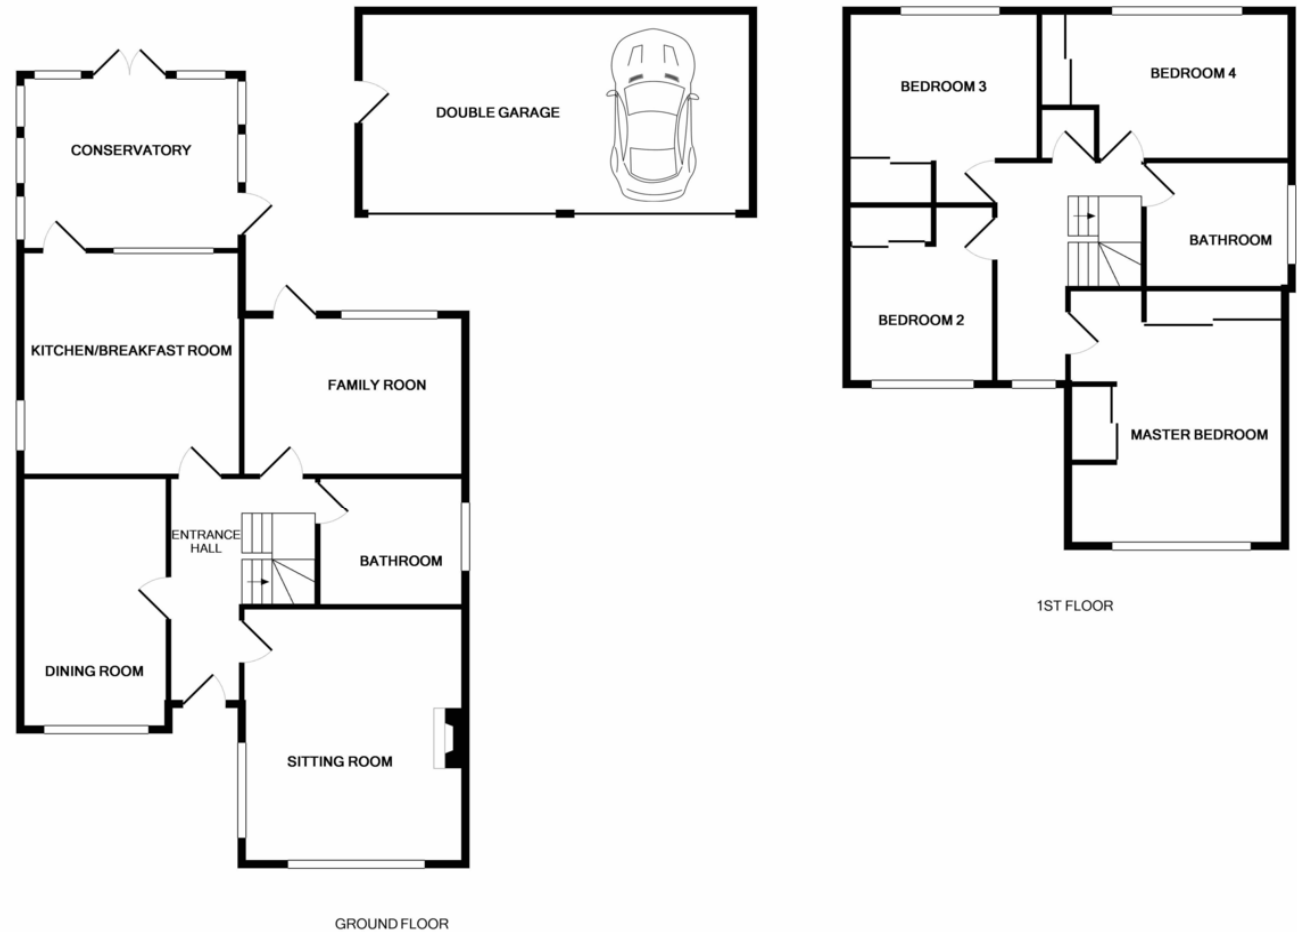 DOUBLE GARAGE
CONSERVATORY
KITCHEN/BREAKFAST ROOM
FAMILY ROON
ENTRANCE
HALL
BATHROOM
DINING ROOM
SITTING ROOM
GROUND FLOOR
BEDROOM 3
BEDROOM 4
BATHROOM
BEDROOM 2
MASTER BEDROOM
1ST FLOOR